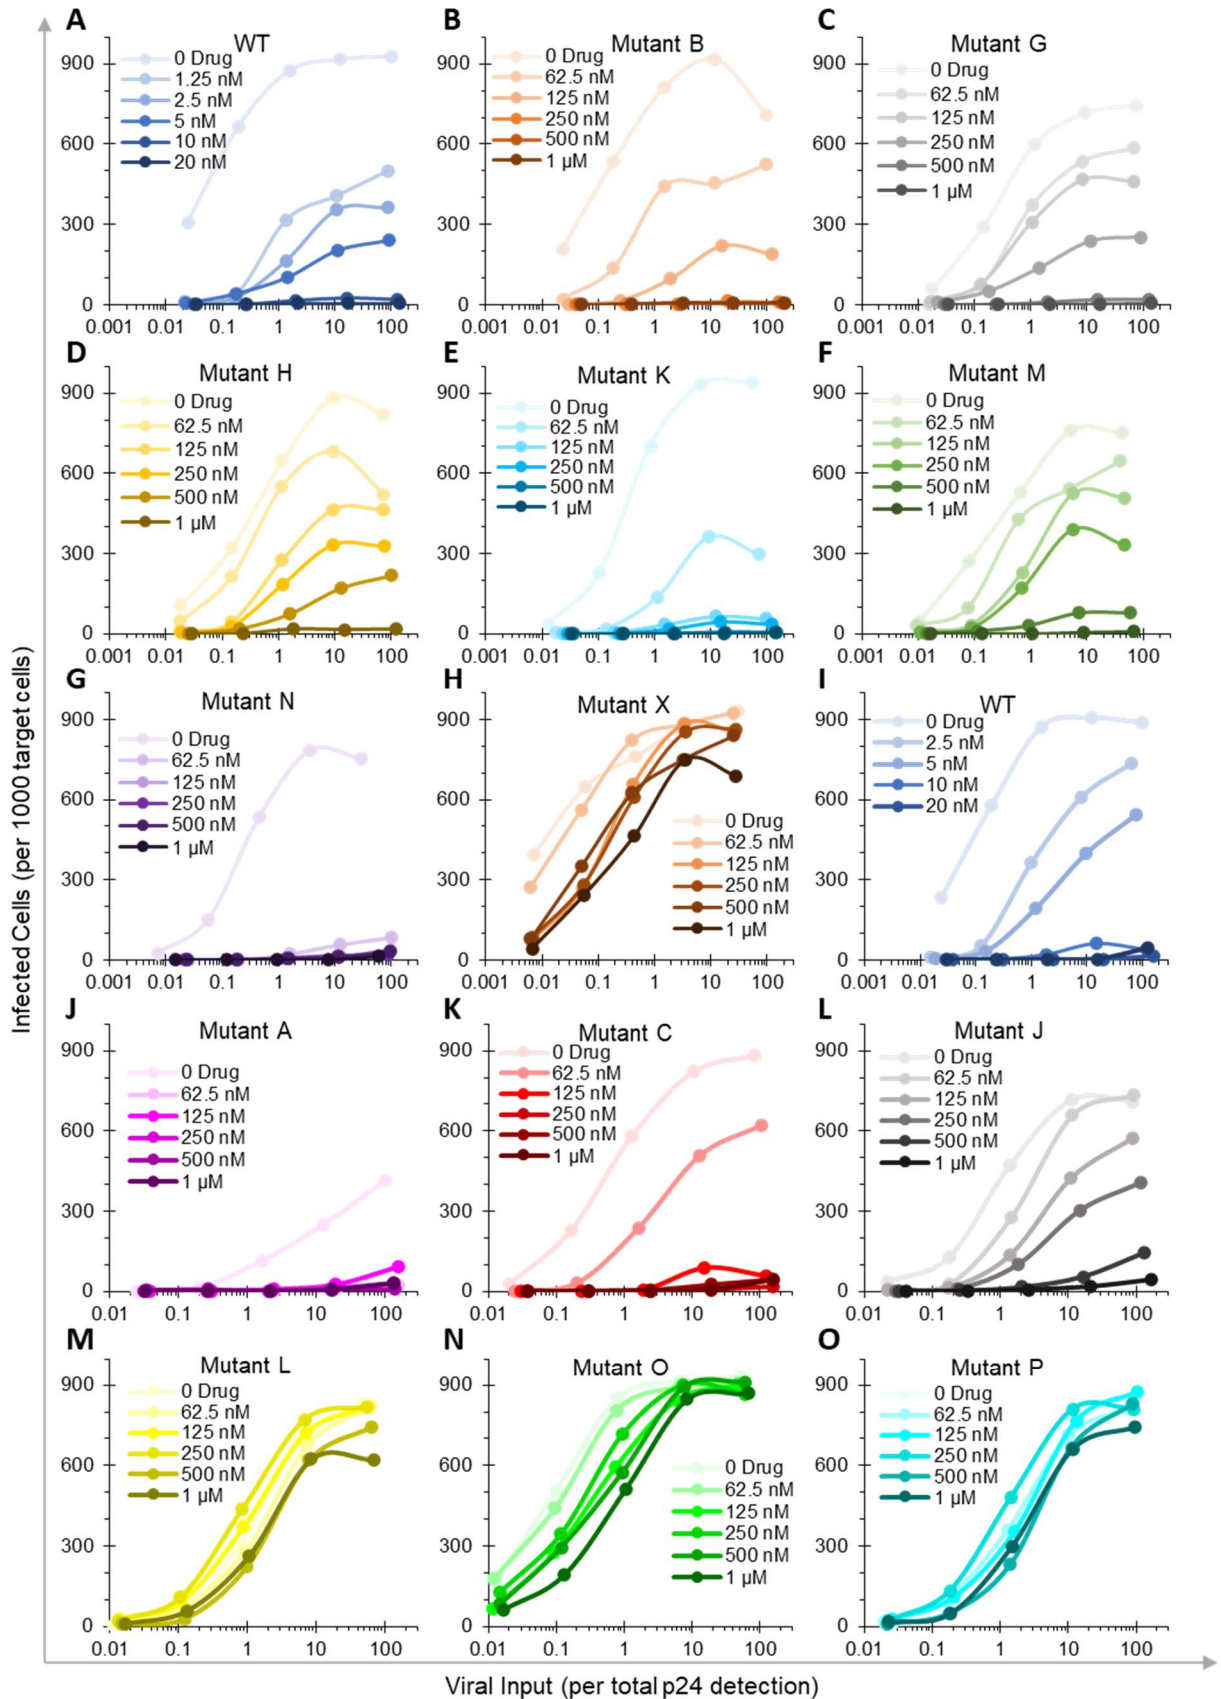 Infected Cells (per 1000 target cells)
A
WT
900
600
300
0
0 Drug
1.25 nM
2.5 nM
5 nM
10 nM
20 nM
0.001 0.01 0.1 1 10 100
B
Mutant B
900
600
300
0
0 Drug
62.5 nM
125 nM
250 nM
500 nM
1 µM
0.001 0.01 0.1 1 10 100
C
Mutant G
900
600
300
0
0 Drug
62.5 nM
125 nM
250 nM
500 nM
1 µM
0.001 0.01 0.1 1 10 100
D
Mutant H
900
600
300
0
0 Drug
62.5 nM
125 nM
250 nM
500 nM
1 µM
0.001 0.01 0.1 1 10 100
E
Mutant K
900
600
300
0
0 Drug
62.5 nM
125 nM
250 nM
500 nM
1 µM
0.001 0.01 0.1 1 10 100
F
Mutant M
900
600
300
0
0 Drug
62.5 nM
125 nM
250 nM
500 nM
1 µM
0.001 0.01 0.1 1 10 100
G
Mutant N
900
600
300
0
0 Drug
62.5 nM
125 nM
250 nM
500 nM
1 µM
0.001 0.01 0.1 1 10 100
H
Mutant X
900
600
300
0
0 Drug
62.5 nM
125 nM
250 nM
500 nM
1 µM
0.001 0.01 0.1 1 10 100
I
WT
900
600
300
0
0 Drug
2.5 nM
5 nM
10 nM
20 nM
0.001 0.01 0.1 1 10 100
J
Mutant A
900
600
300
0
0 Drug
62.5 nM
125 nM
250 nM
500 nM
1 µM
0.01 0.1 1 10 100
K
Mutant C
900
600
300
0
0 Drug
62.5 nM
125 nM
250 nM
500 nM
1 µM
0.01 0.1 1 10 100
L
Mutant J
900
600
300
0
0 Drug
62.5 nM
125 nM
250 nM
500 nM
1 µM
0.01 0.1 1 10 100
M
Mutant L
900
600
300
0
0 Drug
62.5 nM
125 nM
250 nM
500 nM
1 µM
0.01 0.1 1 10 100
N
Mutant O
900
600
300
0
0 Drug
62.5 nM
125 nM
250 nM
500 nM
1 µM
0.01 0.1 1 10 100
O
Mutant P
900
600
300
0
0 Drug
62.5 nM
125 nM
250 nM
500 nM
1 µM
0.01 0.1 1 10 100
Viral Input (per total p24 detection)